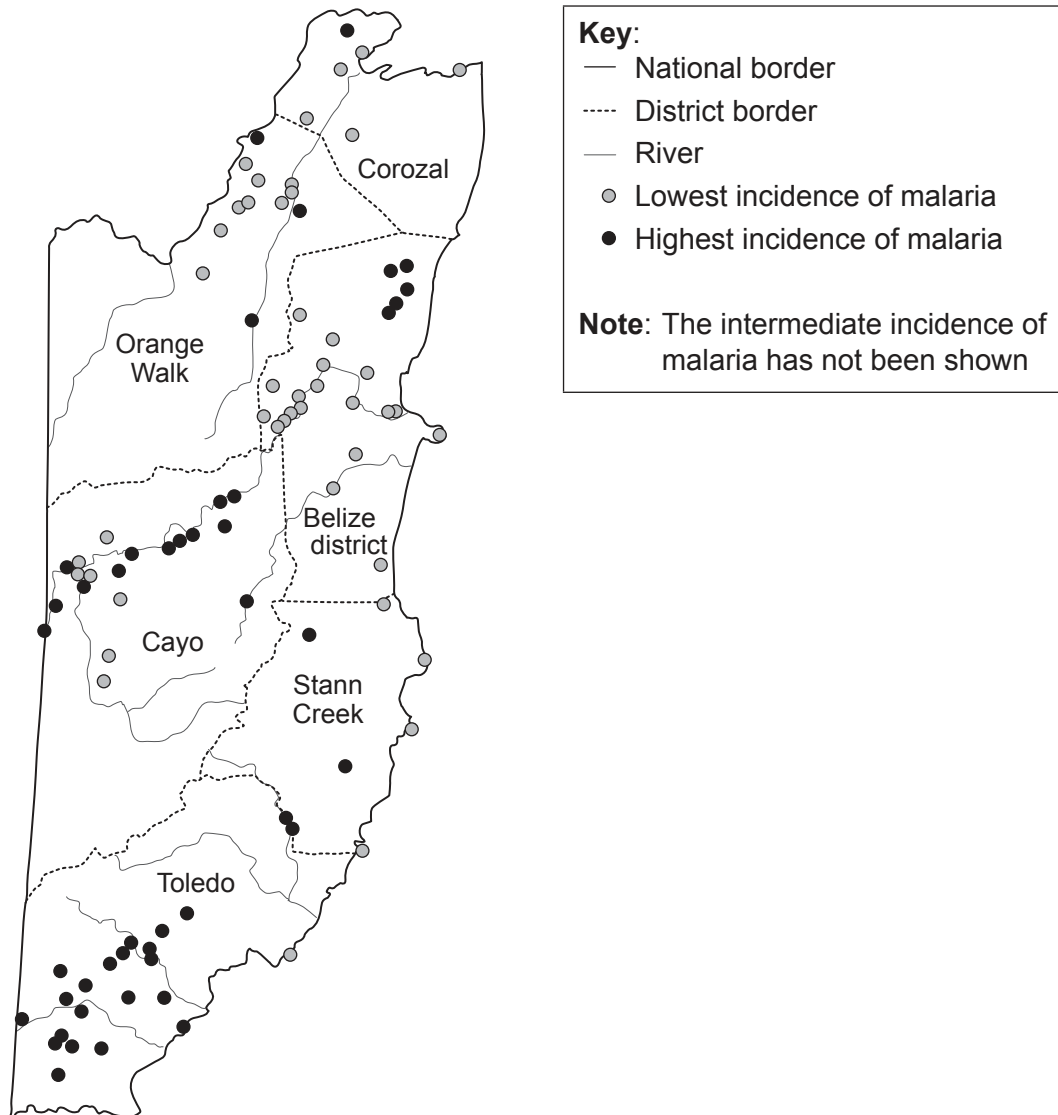 Corozal
Orange
Walk
Belize
district
Cayo
Stann
Creek
Toledo
Key:
National border
District border
River
Lowest incidence of malaria
Highest incidence of malaria
Note: The intermediate incidence of
malaria has not been shown